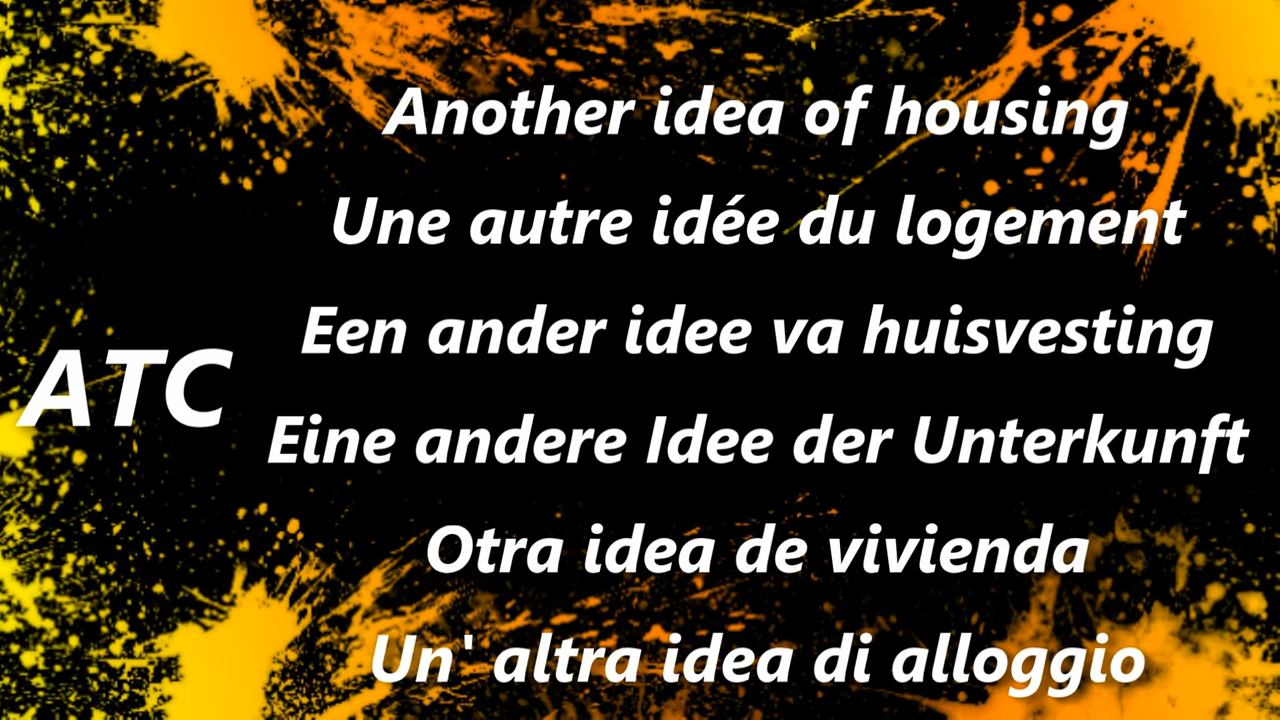 Another idea of housing
Une autre idée du logement
Een ander idee va huisvesting
ATC
Eine andere Idee der Unterkunft
Otra idea de vivienda
Un' altra idea di alloggio